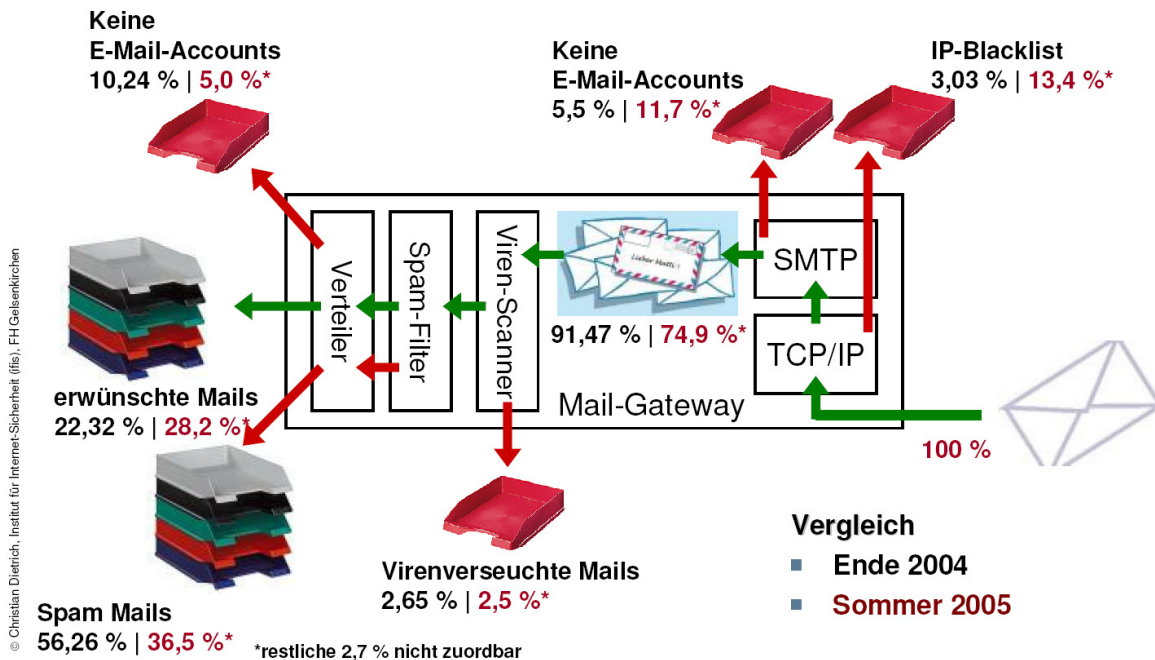 Keine
E-Mail-Accounts
10,24 % | 5,0 %*
Keine
E-Mail-Accounts
5,5 % | 11,7 %*
IP-Blacklist
3,03 % | 13,4 %*
Verteiler
Spam-Filter
Viren-Scanner
Lieber Matti !
SMTP
91,47 % | 74,9 %*
TCP/IP
Mail-Gateway
100 %
erwünschte Mails
22,32 % | 28,2 %*
Virenverseuchte Mails
2,65 % | 2,5 %*
Spam Mails
56,26 % | 36,5 %*
*restliche 2,7 % nicht zuordbar
Vergleich
Ende 2004
Sommer 2005
© Christian Dietrich, Institut für Internet-Sicherheit (ifis), FH Gelsenkirchen